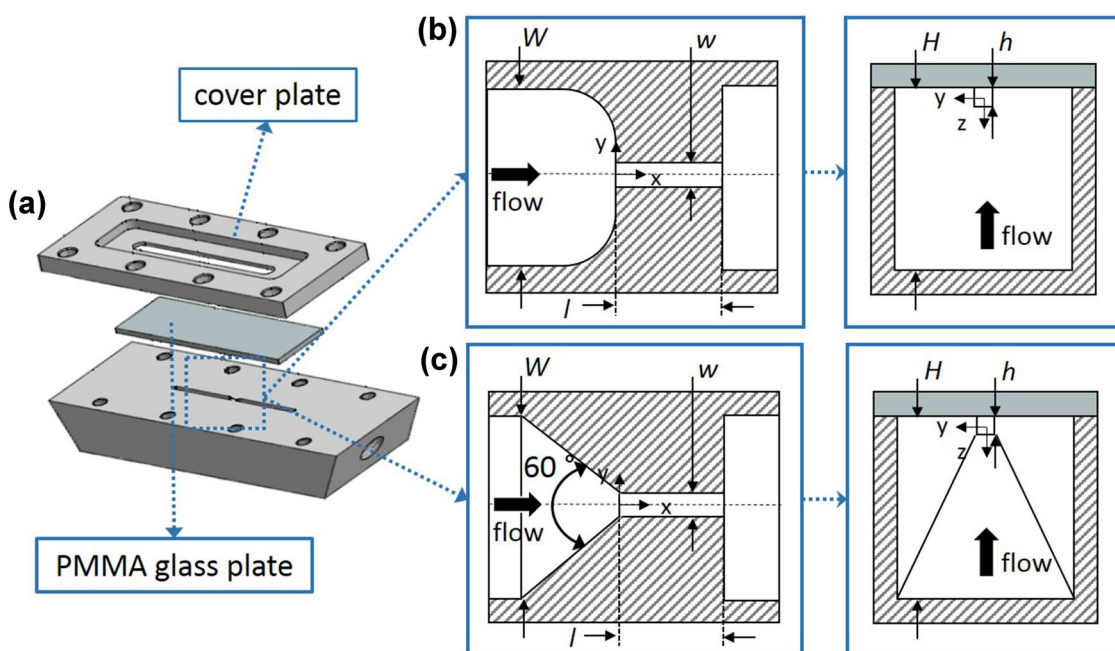 (a)
cover plate
PMMA glass plate
(b)
W
w
y
x
flow
l
H
h
y
z
flow
(c)
W
w
60 °
y
x
flow
l
H
h
y
z
flow